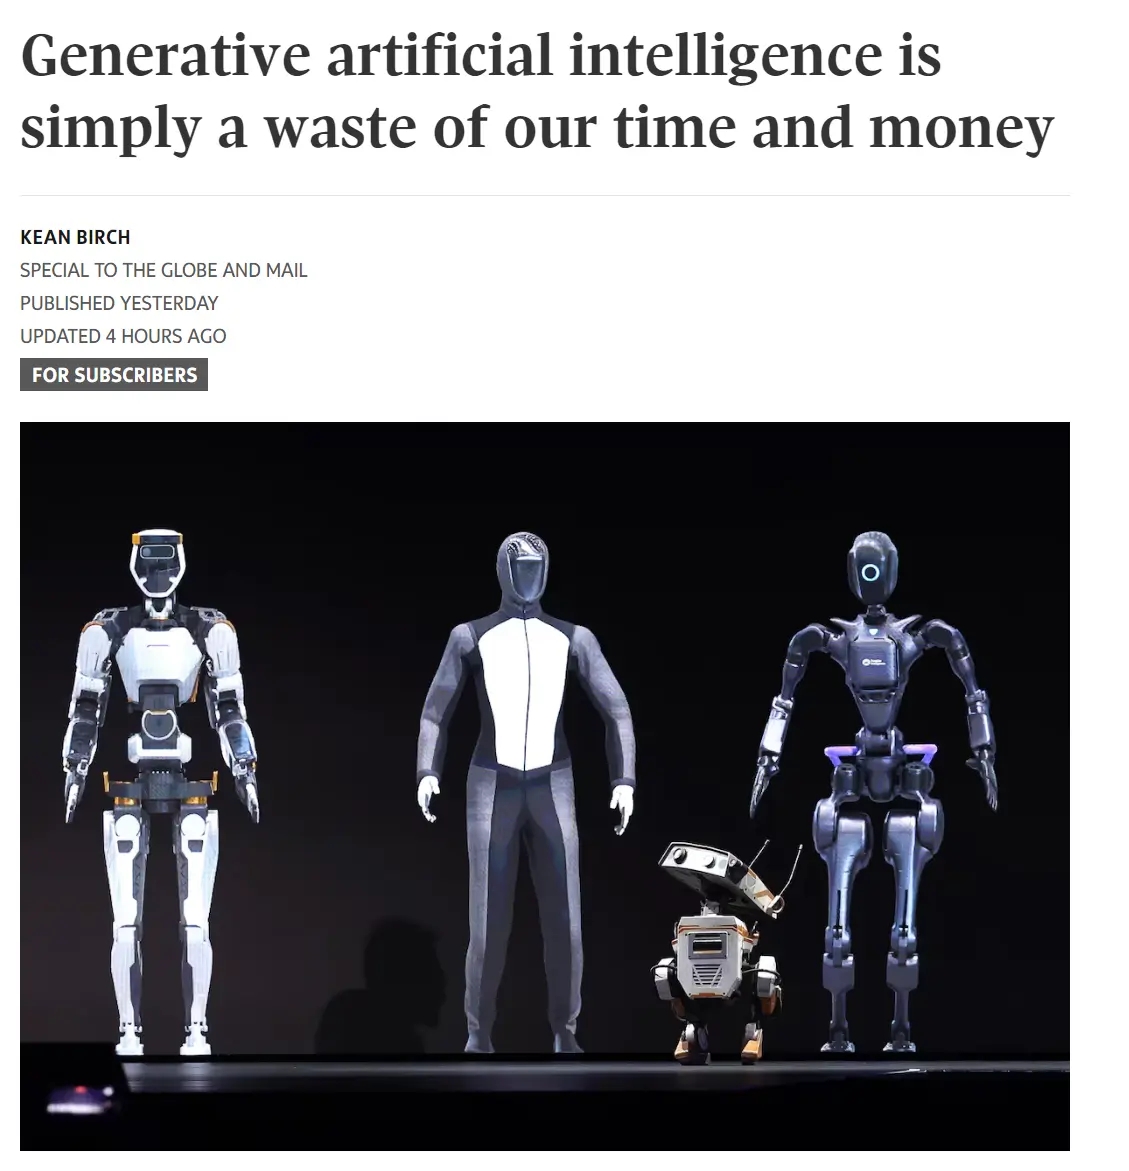 Generative artificial intelligence is
simply a waste of our time and money
KEAN BIRCH
SPECIAL TO THE GLOBE AND MAIL
PUBLISHED YESTERDAY
UPDATED 4 HOURS AGO
FOR SUBSCRIBERS